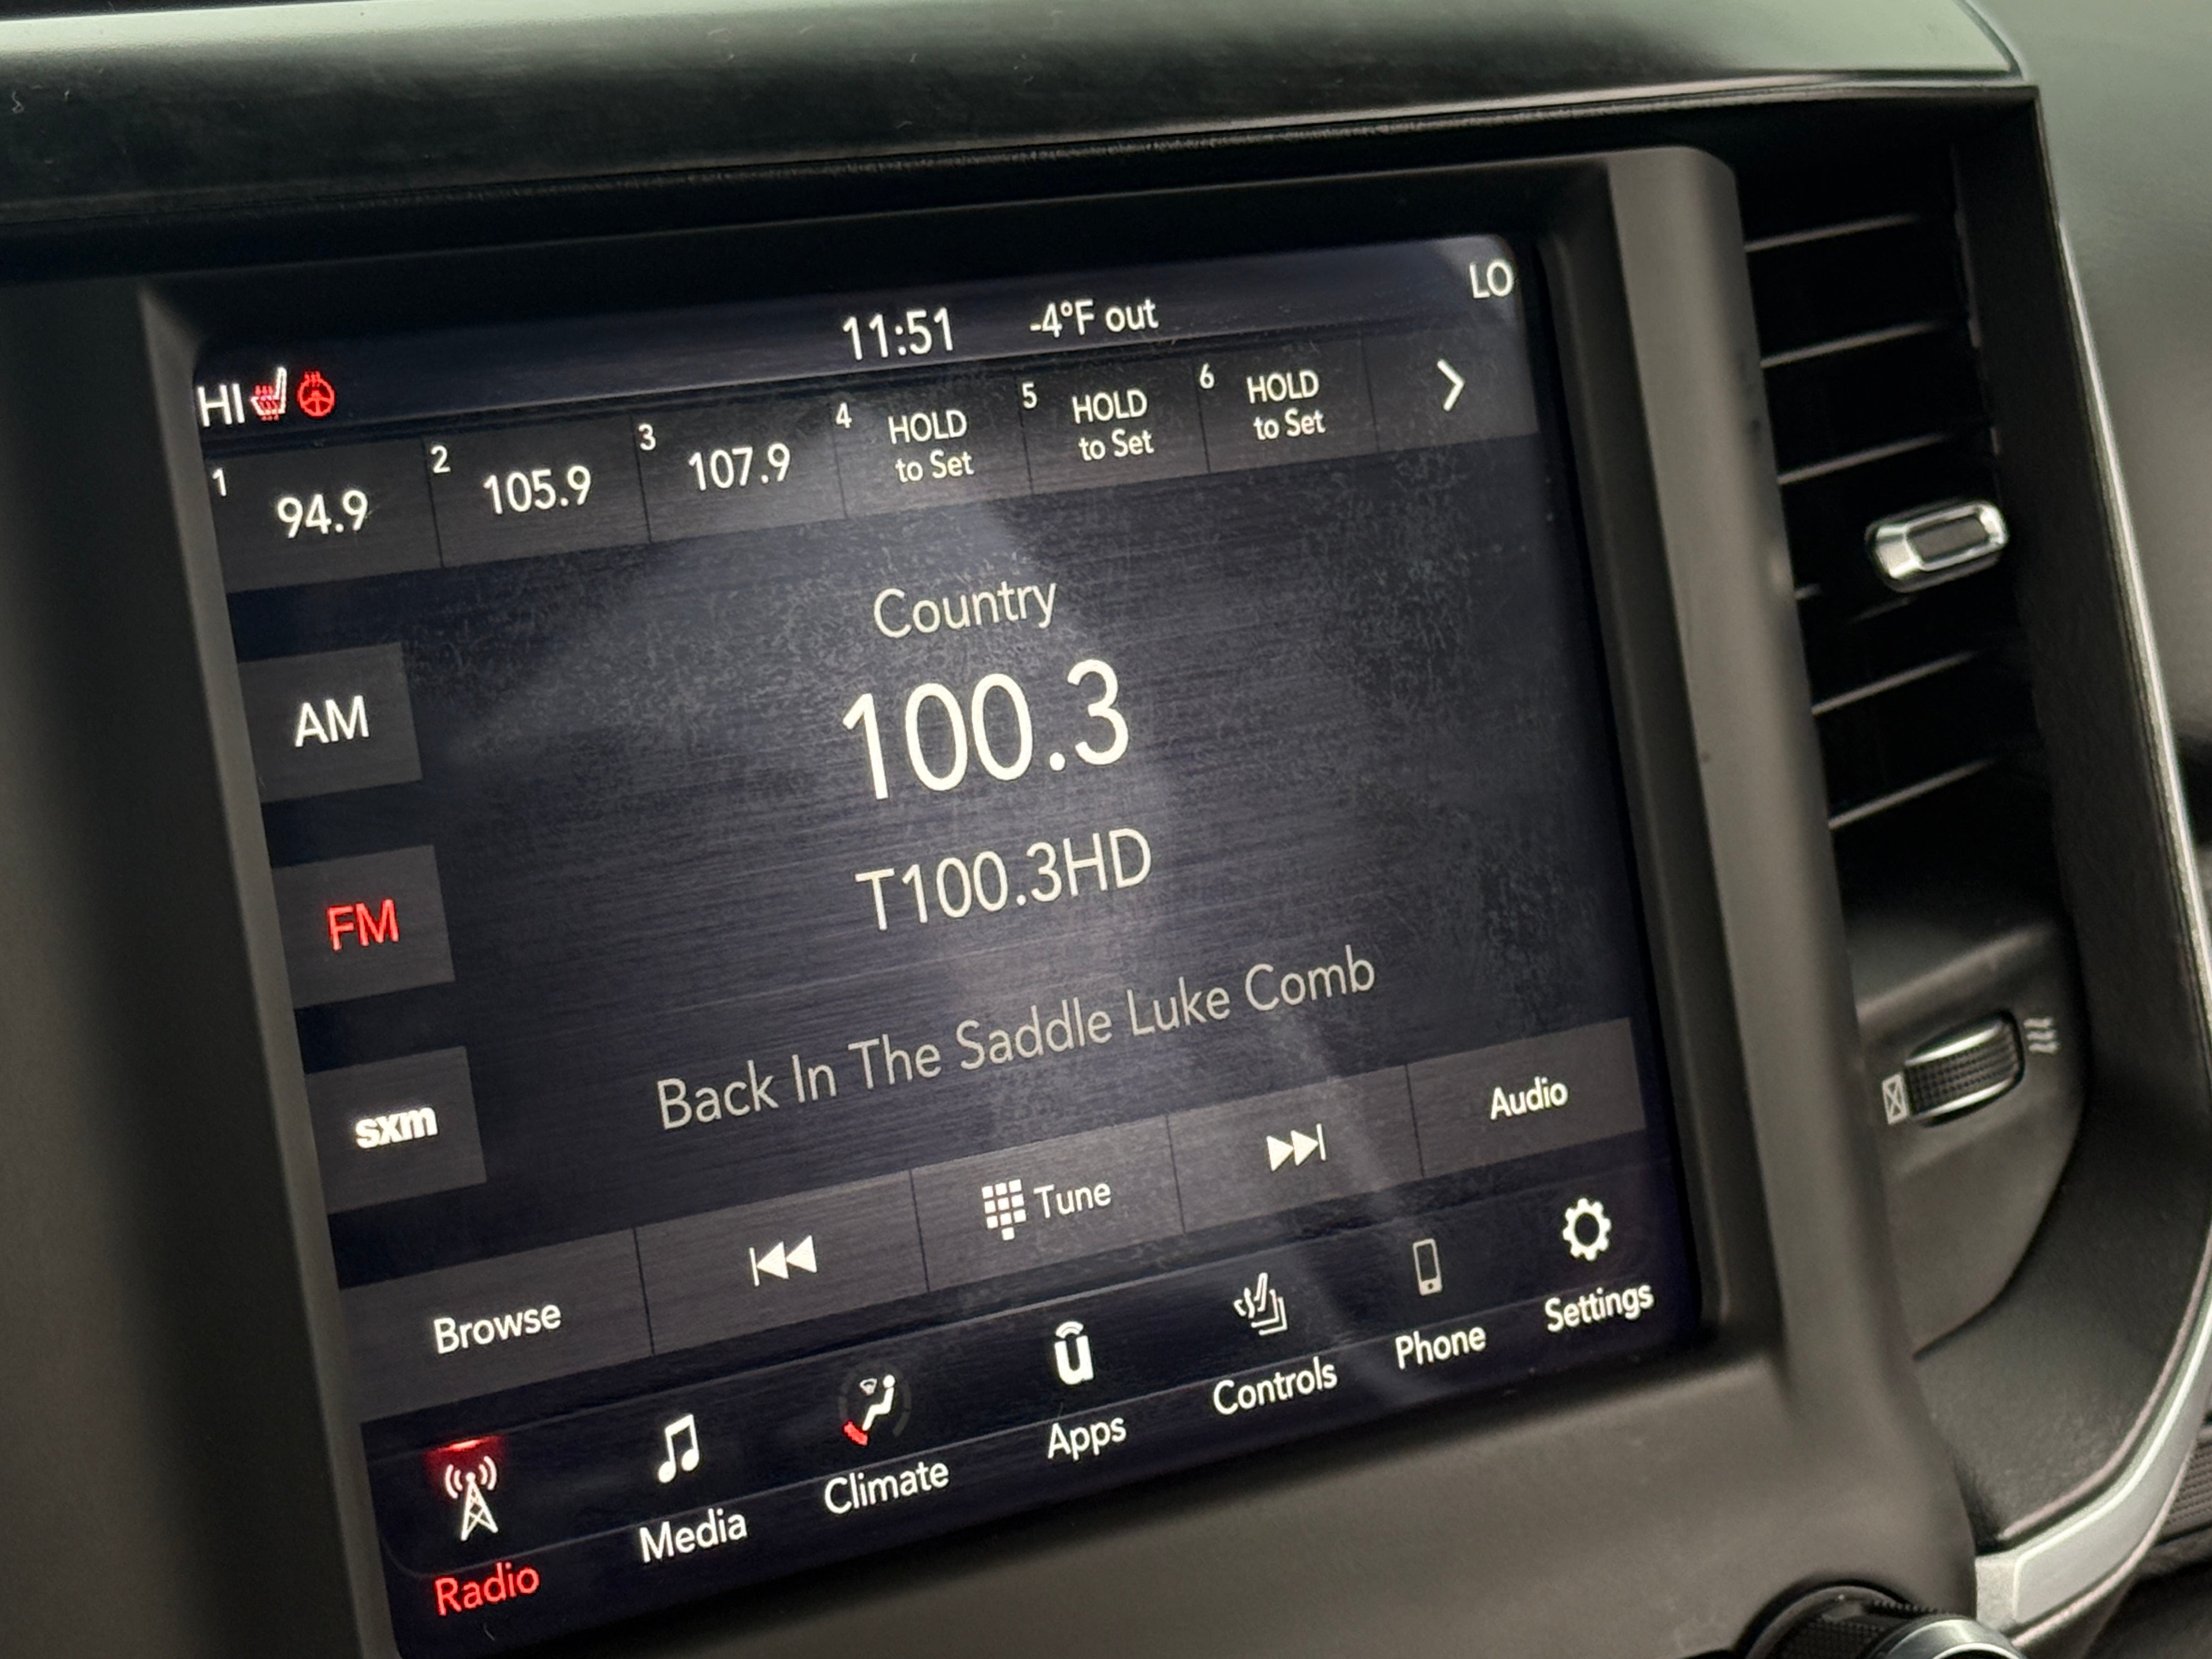 11:51 -4°F out LO
HI
1 94.9 2 105.9 3 107.9 4 HOLD to Set 5 HOLD to Set 6 HOLD to Set
Country
AM
100.3
T100.3HD
FM
Back In The Saddle Luke Comb
sxm
Browse Tune Audio
Radio Media Climate Apps Controls Phone Settings